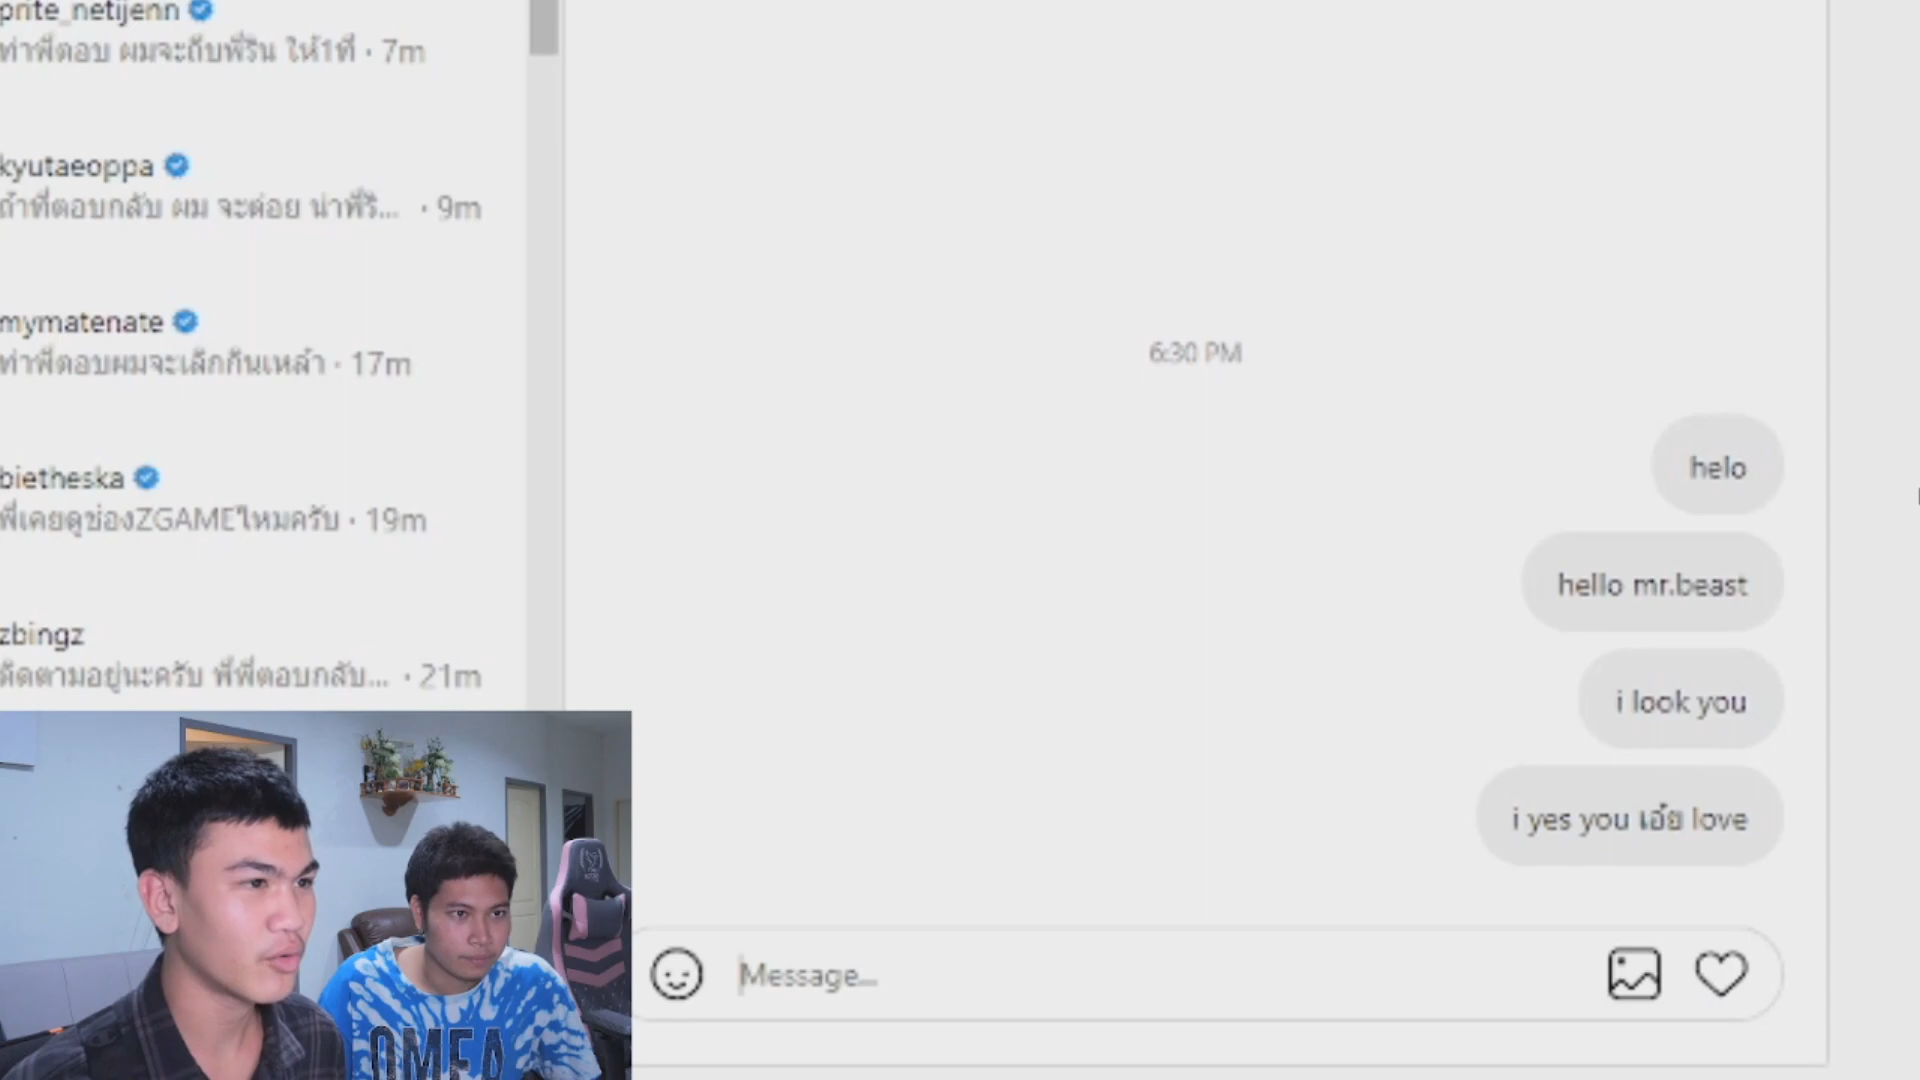 prite_netijenn
ท่าพี่ตอบ ผมจะถีบพี่ริน ให้1ที่ · 7m
kyutaeoppa
ถ้าที่ตอบกลับ ผม จะต่อย น่าพี่ริ... · 9m
mymatenate
ท่าพี่ตอบผมจะเลิกกินเหล้า · 17m
bietheska
พี่เคยดูช่องZGAMEไหมครับ · 19m
zbingz
ติดตามอยู่นะครับ พี่พี่ตอบกลับ... · 21m
6:30 PM
helo
hello mr.beast
i look you
i yes you เอ๋ย love
Message...
OMEA